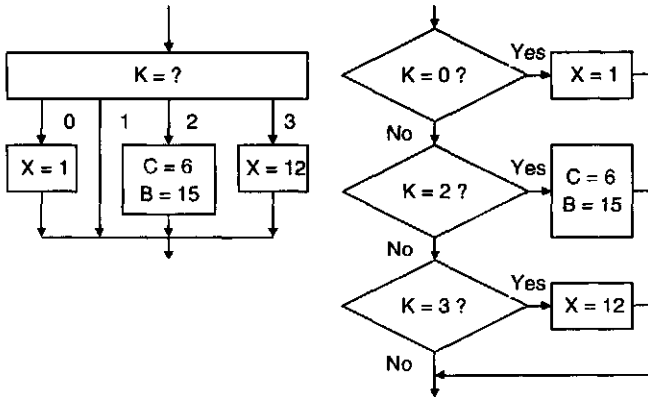 K = ?
0
1
2
3
X = 1
C = 6
B = 15
X = 12
K = 0 ?
Yes
X = 1
No
K = 2 ?
Yes
C = 6
B = 15
No
K = 3 ?
Yes
X = 12
No